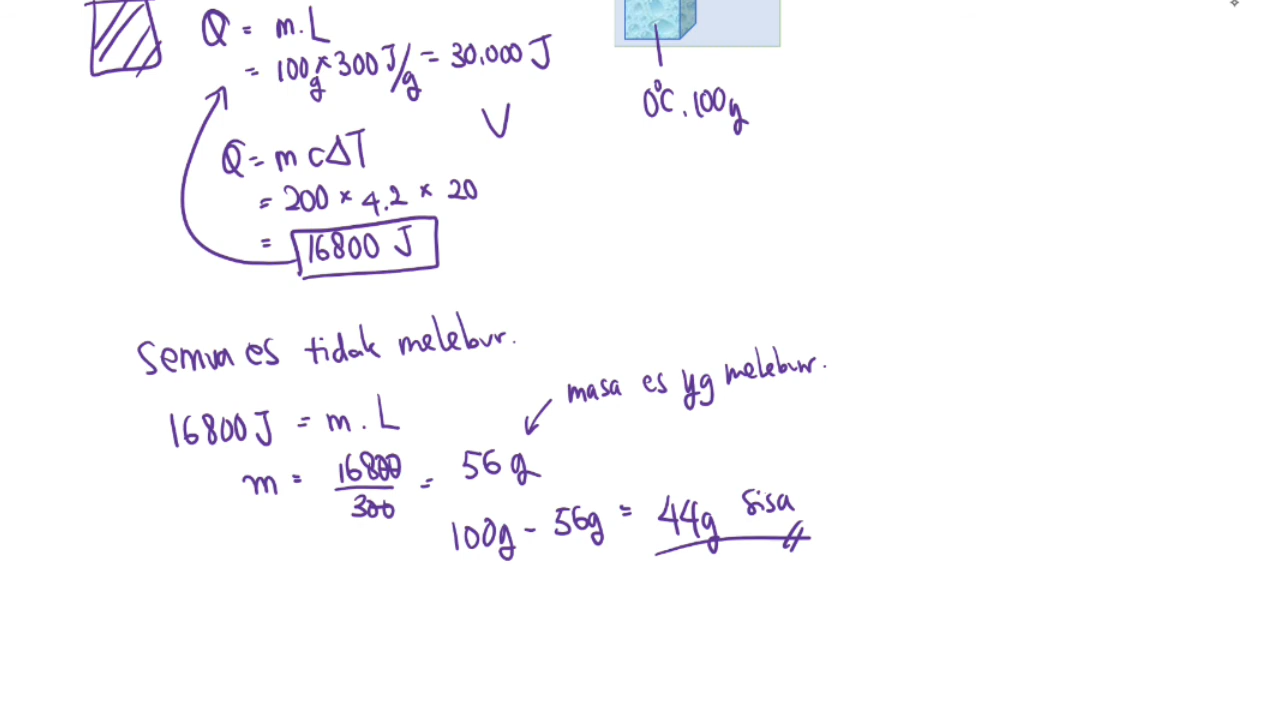 Q = m.L
= 100g × 300 J/g = 30.000 J
0°C. 100g
V
Q = m c ΔT
= 200 × 4.2 × 20
= 16800 J
Semua es tidak melebur.
masa es yg melebur.
16800 J = m. L
m = 16800/300 = 56 g
100g - 56g = 44g sisa